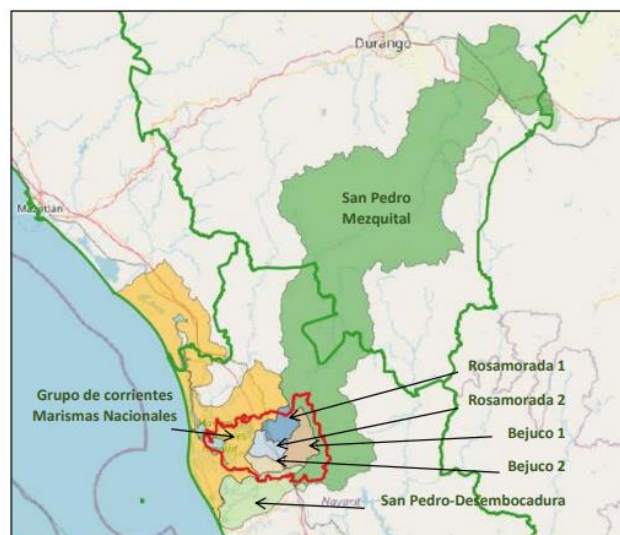 Durango
Mazatlán
San Pedro
Mezquital
Rosamorada 1
Grupo de corrientes
Marismas Nacionales
Rosamorada 2
Bejuco 1
Bejuco 2
Nayarit
San Pedro-Desembocadura